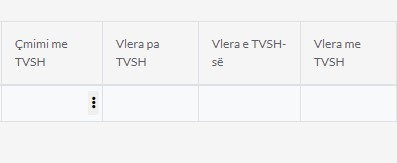 Çmimi me TVSH
Vlera pa TVSH
Vlera e TVSH-së
Vlera me TVSH